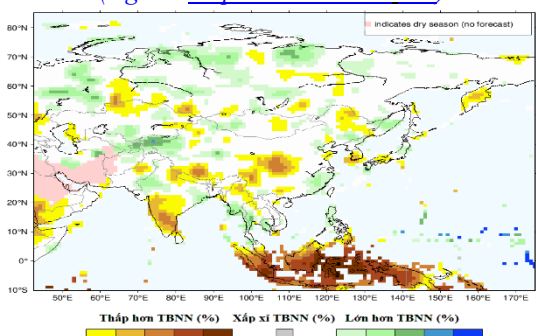 indicates dry season (no forecast)
80°N
70°N
60°N
50°N
40°N
30°N
20°N
10°N
0°
10°S
50°E 60°E 70°E 80°E 90°E 100°E 110°E 120°E 130°E 140°E 150°E 160°E 170°E
Thấp hơn TBNN (%) Xấp xỉ TBNN (%) Lớn hơn TBNN (%)